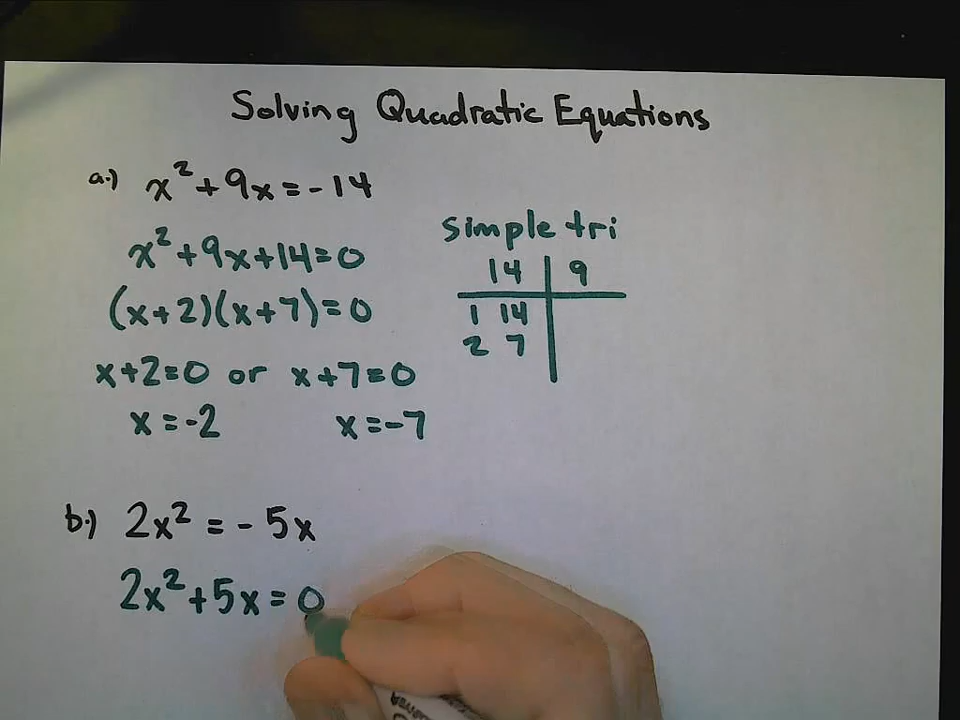 Solving Quadratic Equations
a.) x² + 9x = - 14
x² + 9x + 14 = 0
(x + 2)(x + 7) = 0
x + 2 = 0 or x + 7 = 0
x = -2 x = -7
simple tri
14 9
1 14
2 7
b.) 2x² = - 5x
2x² + 5x = 0